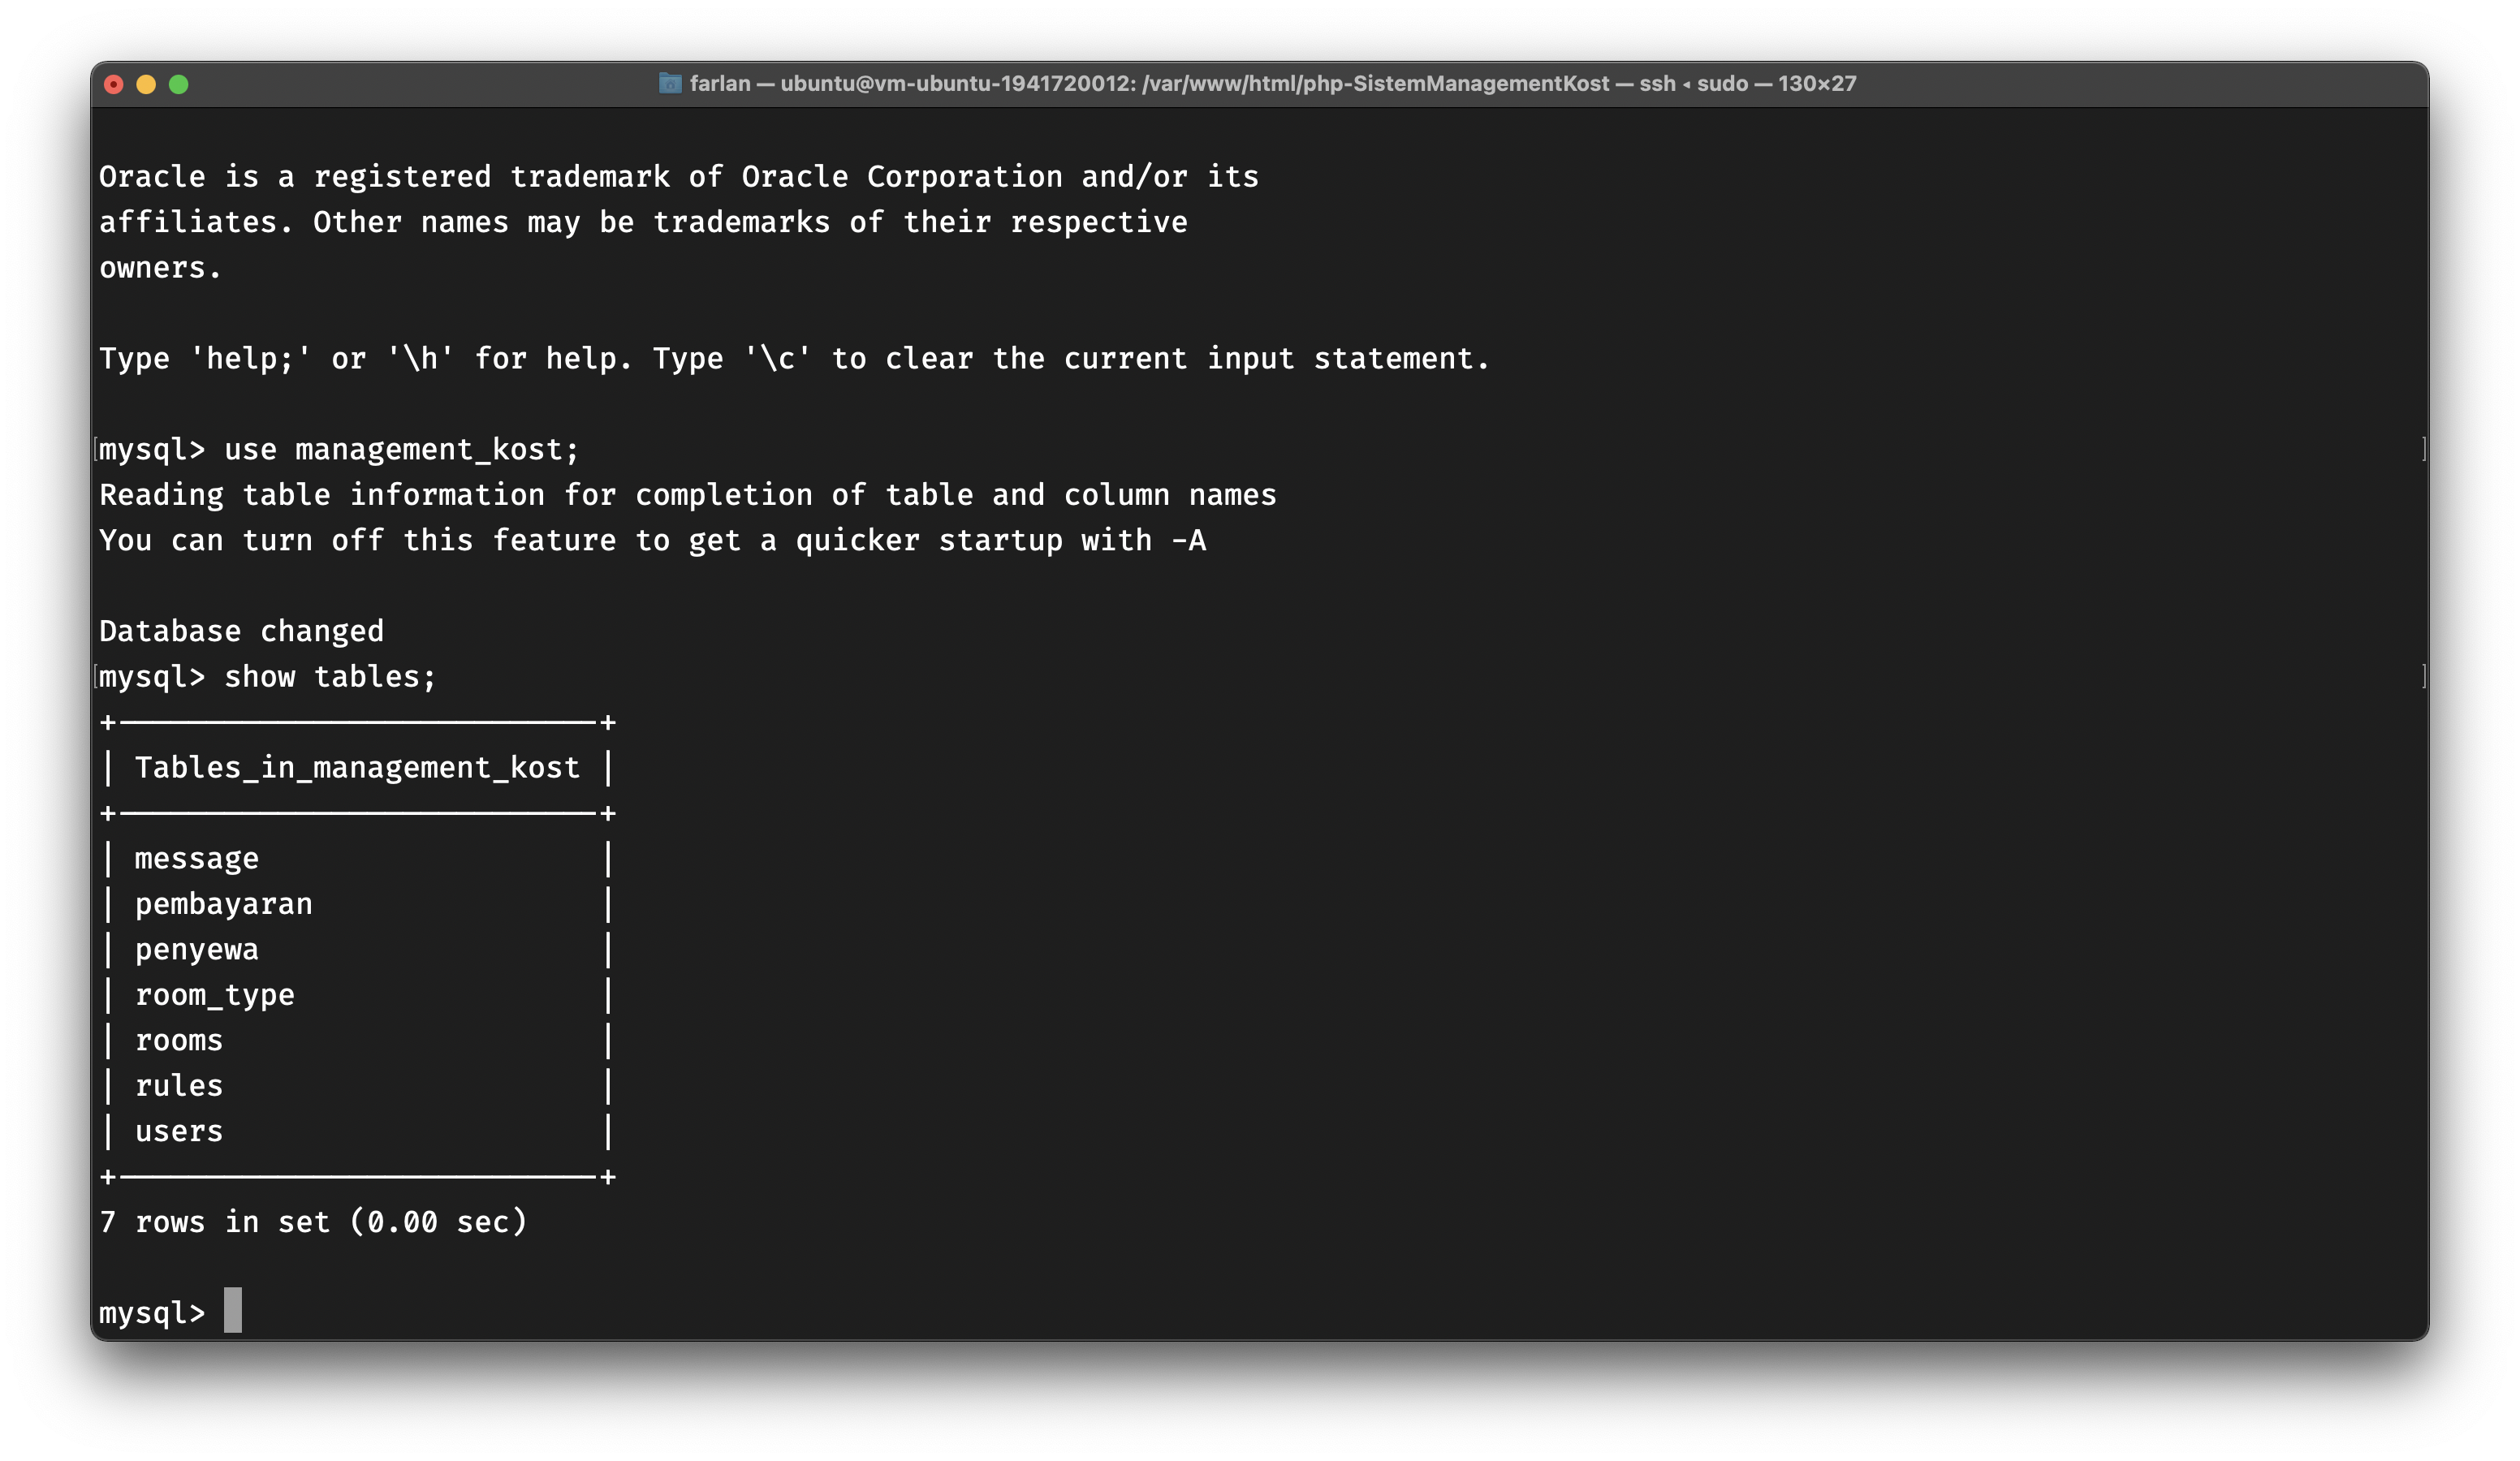 farlan — ubuntu@vm-ubuntu-1941720012: /var/www/html/php-SistemManagementKost — ssh ◂ sudo — 130×27
Oracle is a registered trademark of Oracle Corporation and/or its
affiliates. Other names may be trademarks of their respective
owners.
Type 'help;' or '\h' for help. Type '\c' to clear the current input statement.
[mysql> use management_kost; ]
Reading table information for completion of table and column names
You can turn off this feature to get a quicker startup with -A
Database changed
[mysql> show tables; ]
+---------------------------+
| Tables_in_management_kost |
+---------------------------+
| message                   |
| pembayaran                |
| penyewa                   |
| room_type                 |
| rooms                     |
| rules                     |
| users                     |
+---------------------------+
7 rows in set (0.00 sec)
mysql>